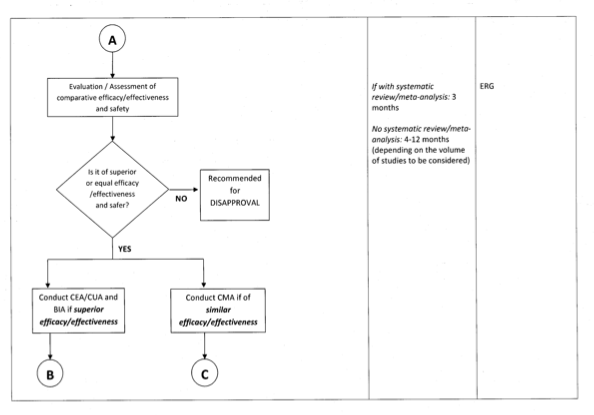 A
Evaluation / Assessment of
comparative efficacy/effectiveness
and safety
If with systematic
review/meta-analysis: 3
months
No systematic review/meta-
analysis: 4-12 months
(depending on the volume
of studies to be considered)
ERG
Is it of superior
or equal efficacy
/effectiveness
and safer?
NO
Recommended
for
DISAPPROVAL
YES
Conduct CEA/CUA and
BIA if superior
efficacy/effectiveness
Conduct CMA if of
similar
efficacy/effectiveness
B
C